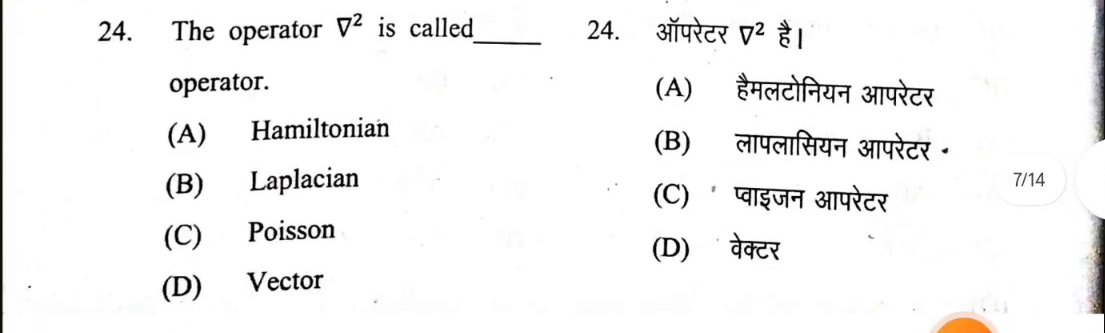 24. The operator ∇² is called_____
operator.
(A) Hamiltonian
(B) Laplacian
(C) Poisson
(D) Vector
24. ऑपरेटर ∇² है।
(A) हैमलटोनियन आपरेटर
(B) लापलासियन आपरेटर
(C) प्वाइजन आपरेटर
(D) वेक्टर
7/14